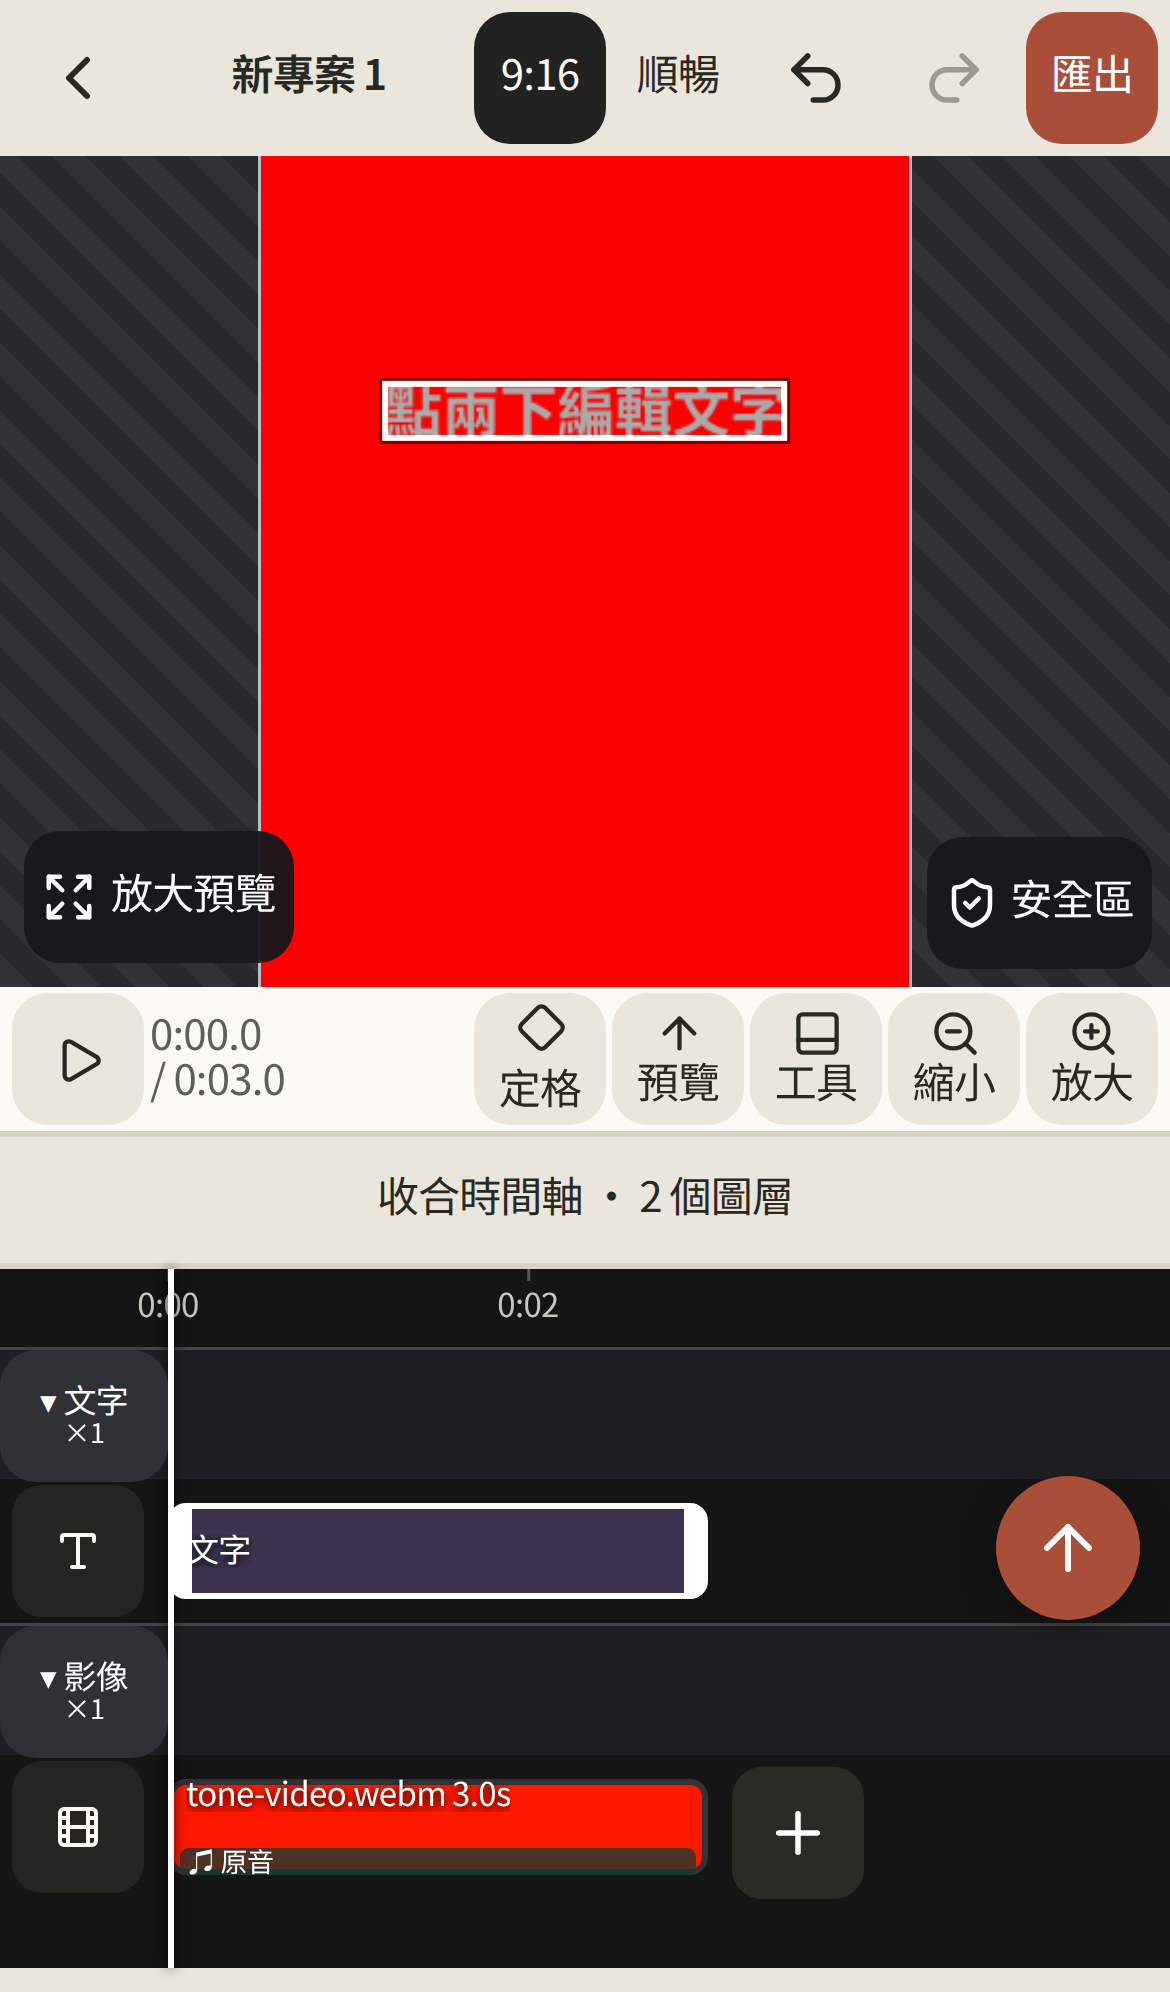 新專案 1
9:16
順暢
匯出
點兩下編輯文字
放大預覽
安全區
0:00.0
/ 0:03.0
定格
預覽
工具
縮小
放大
收合時間軸 · 2 個圖層
0:00
0:02
▾ 文字
×1
文字
▾ 影像
×1
tone-video.webm 3.0s
♫ 原音